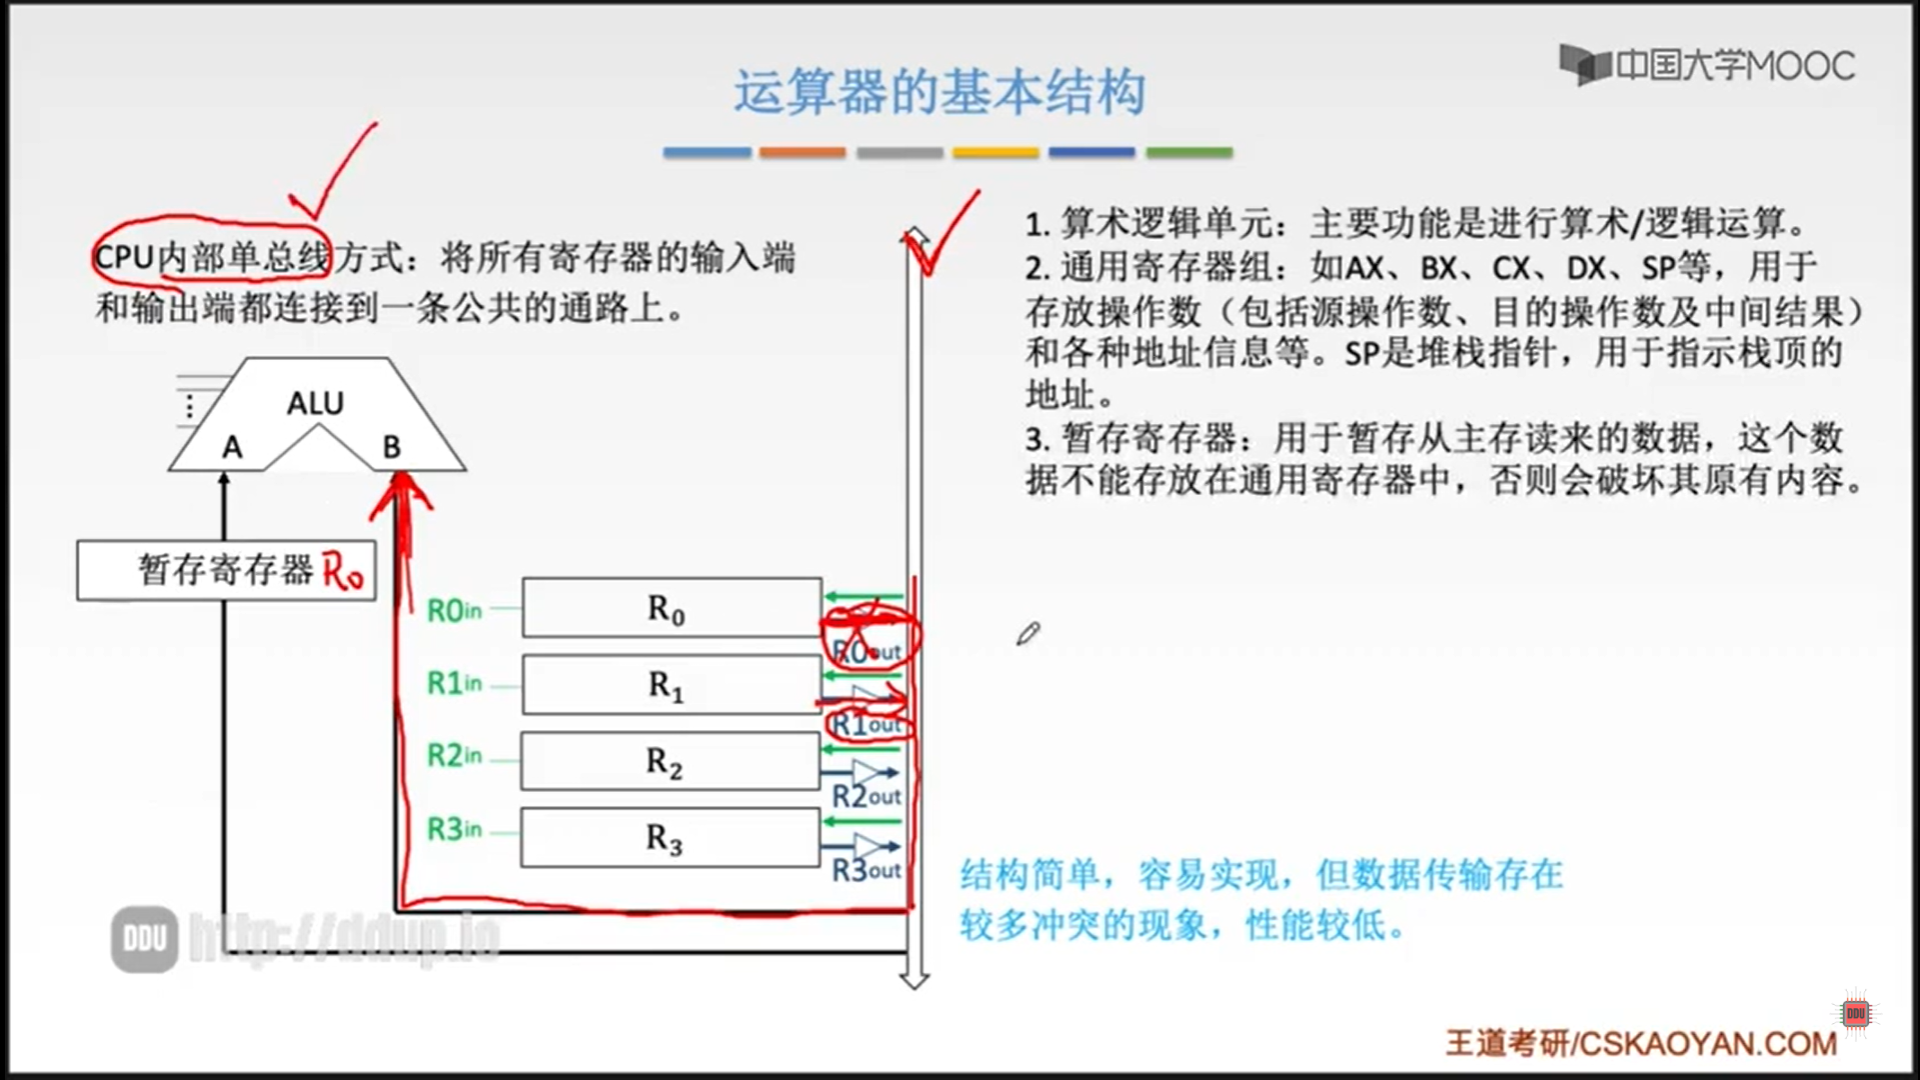 中国大学MOOC
运算器的基本结构
CPU内部单总线方式：将所有寄存器的输入端
和输出端都连接到一条公共的通路上。
ALU
A
B
暂存寄存器 R₀
R0in
R₀
R0out
R1in
R₁
R1out
R2in
R₂
R2out
R3in
R₃
R3out
1. 算术逻辑单元：主要功能是进行算术/逻辑运算。
2. 通用寄存器组：如AX、BX、CX、DX、SP等，用于
存放操作数（包括源操作数、目的操作数及中间结果）
和各种地址信息等。SP是堆栈指针，用于指示栈顶的
地址。
3. 暂存寄存器：用于暂存从主存读来的数据，这个数
据不能存放在通用寄存器中，否则会破坏其原有内容。
结构简单，容易实现，但数据传输存在
较多冲突的现象，性能较低。
DDU http://ddup.io
DDU
王道考研/CSKAOYAN.COM